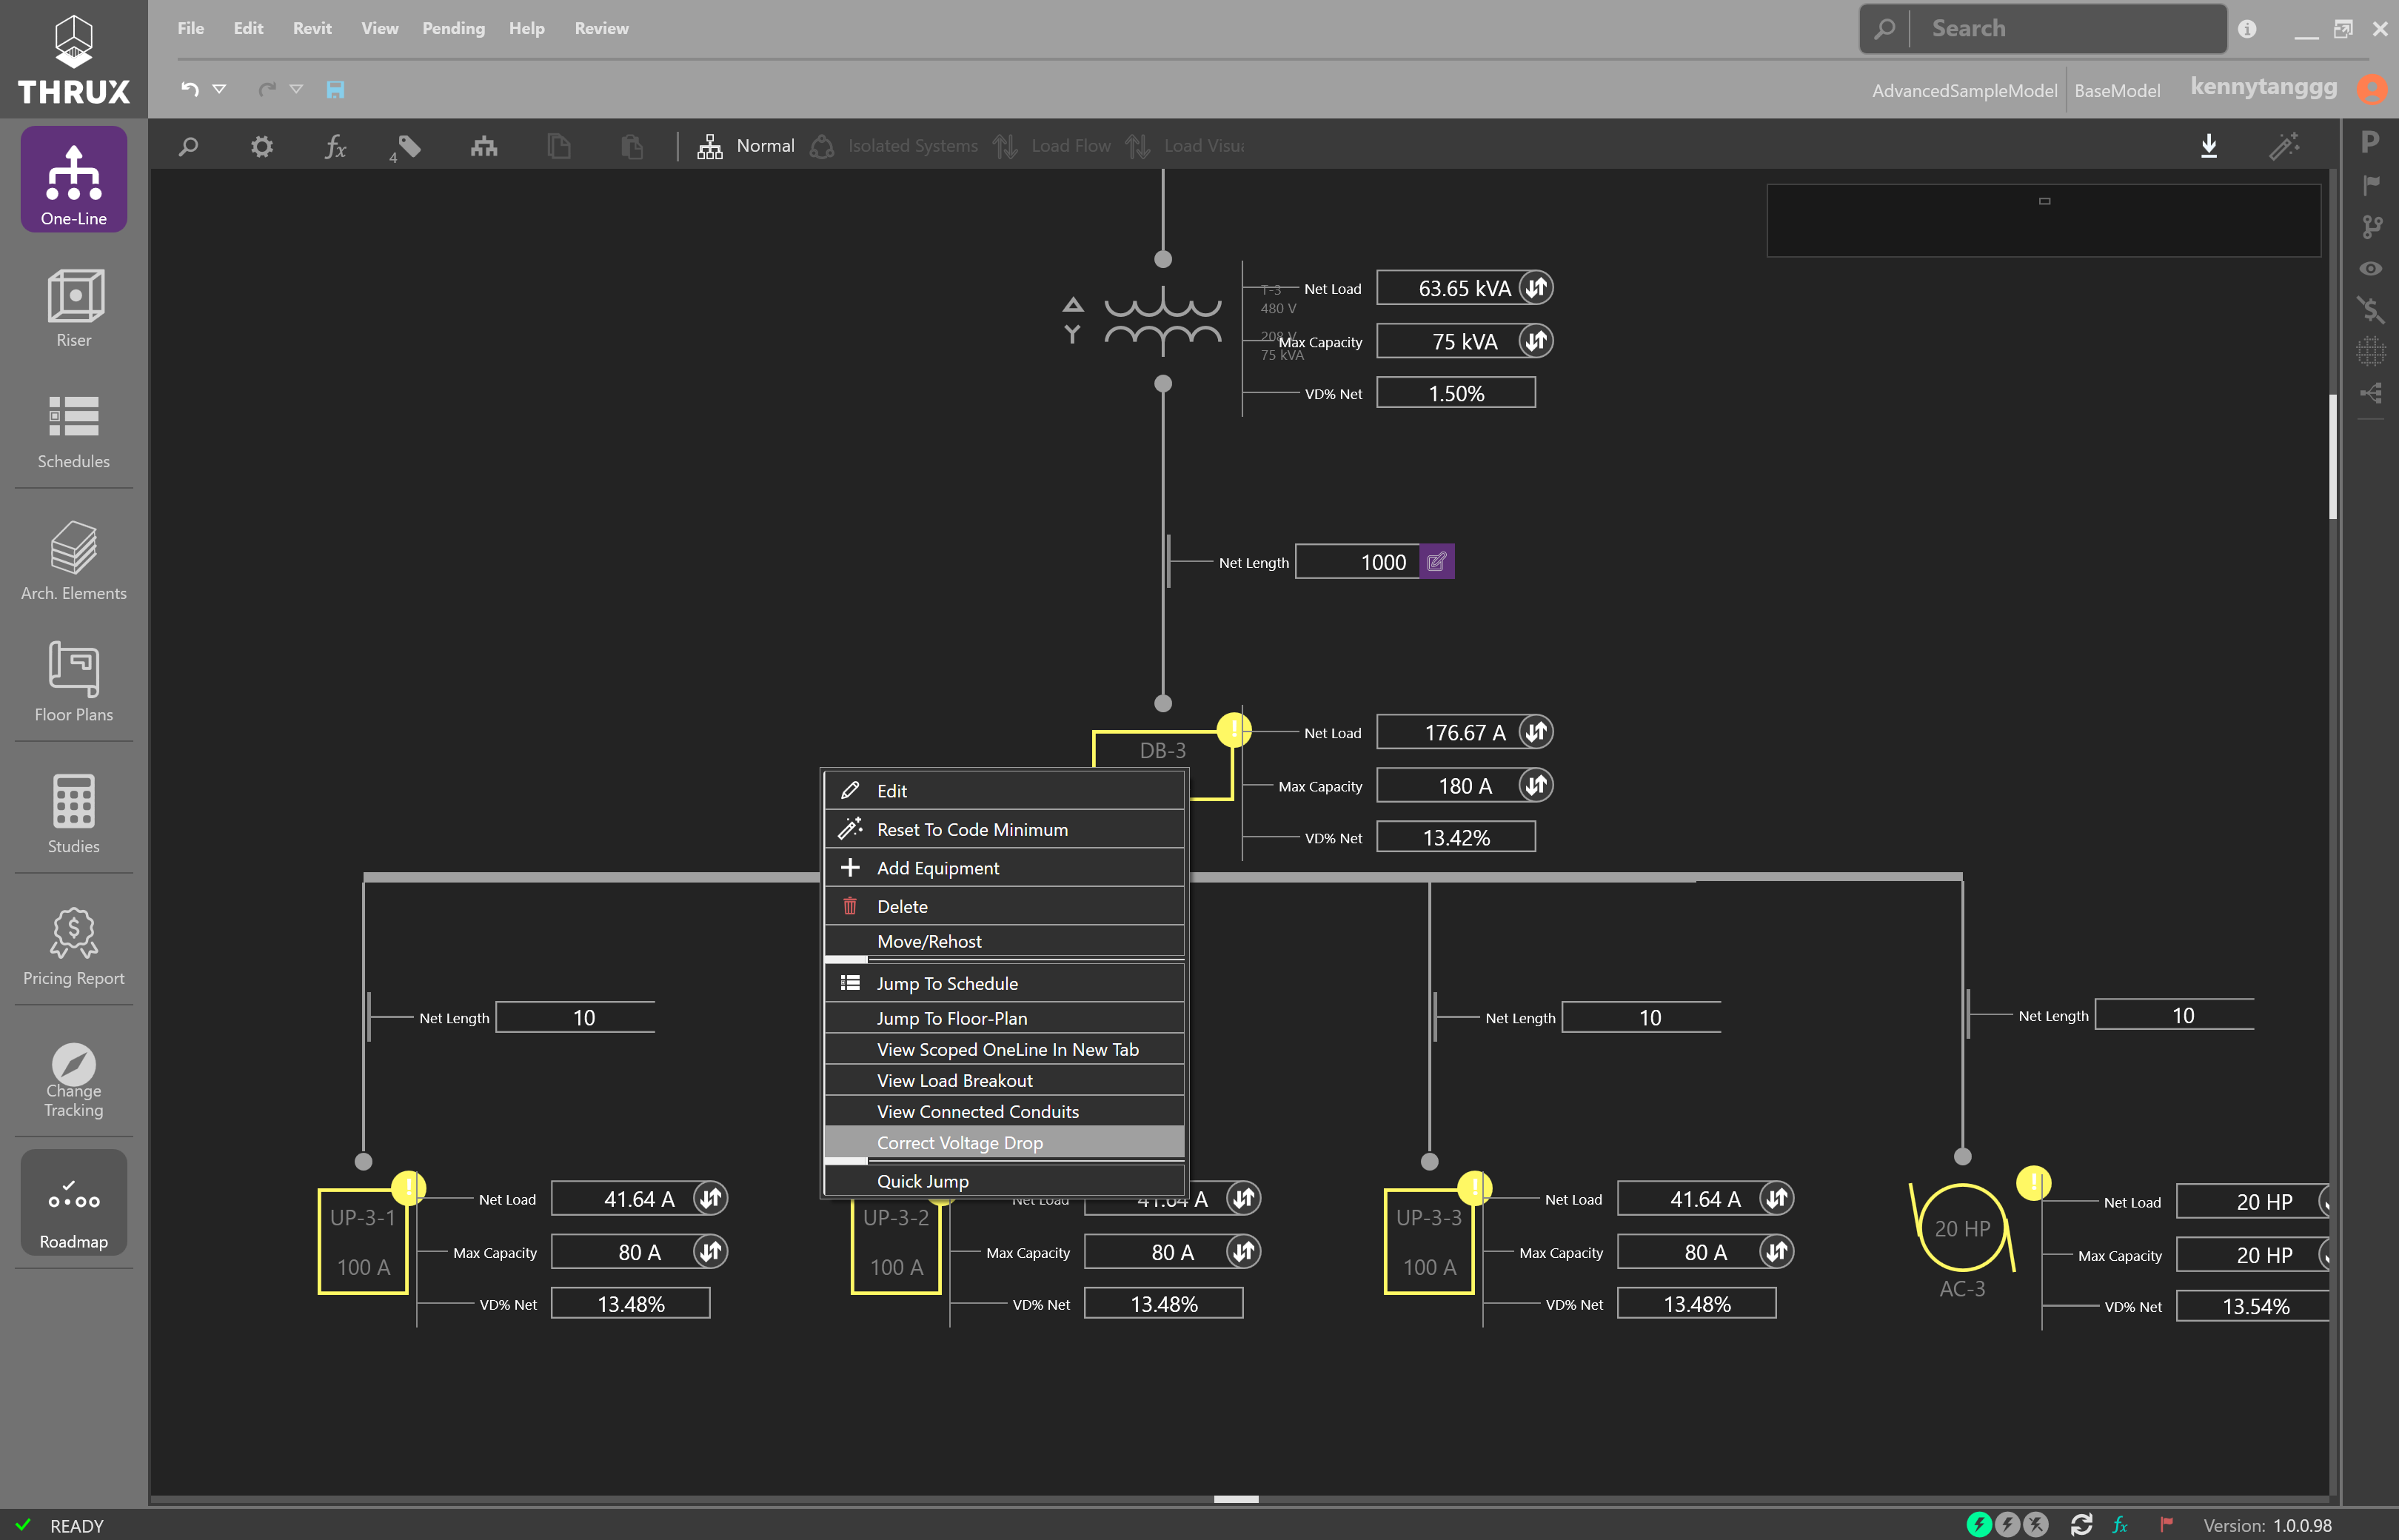 File Edit Revit View Pending Help Review
Search
THRUX
AdvancedSampleModel BaseModel kennytanggg
4 Normal Isolated Systems Load Flow Load Visua
P
One-Line
Riser
Schedules
Arch. Elements
Floor Plans
Studies
Pricing Report
Change
Tracking
Roadmap
T-3
480 V
208 V
75 kVA
Net Load 63.65 kVA
Max Capacity 75 kVA
VD% Net 1.50%
Net Length 1000
DB-3
Net Load 176.67 A
Max Capacity 180 A
VD% Net 13.42%
Edit
Reset To Code Minimum
Add Equipment
Delete
Move/Rehost
Jump To Schedule
Jump To Floor-Plan
View Scoped OneLine In New Tab
View Load Breakout
View Connected Conduits
Correct Voltage Drop
Quick Jump
Net Length 10
Net Length 10
Net Length 10
UP-3-1
100 A
Net Load 41.64 A
Max Capacity 80 A
VD% Net 13.48%
UP-3-2
100 A
Net Load 41.64 A
Max Capacity 80 A
VD% Net 13.48%
UP-3-3
100 A
Net Load 41.64 A
Max Capacity 80 A
VD% Net 13.48%
20 HP
AC-3
Net Load 20 HP
Max Capacity 20 HP
VD% Net 13.54%
READY
Version: 1.0.0.98